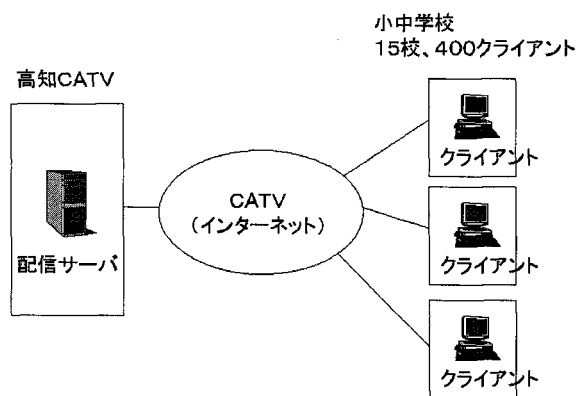 小中学校
15校、400クライアント
高知CATV
クライアント
CATV
(インターネット)
配信サーバ
クライアント
クライアント